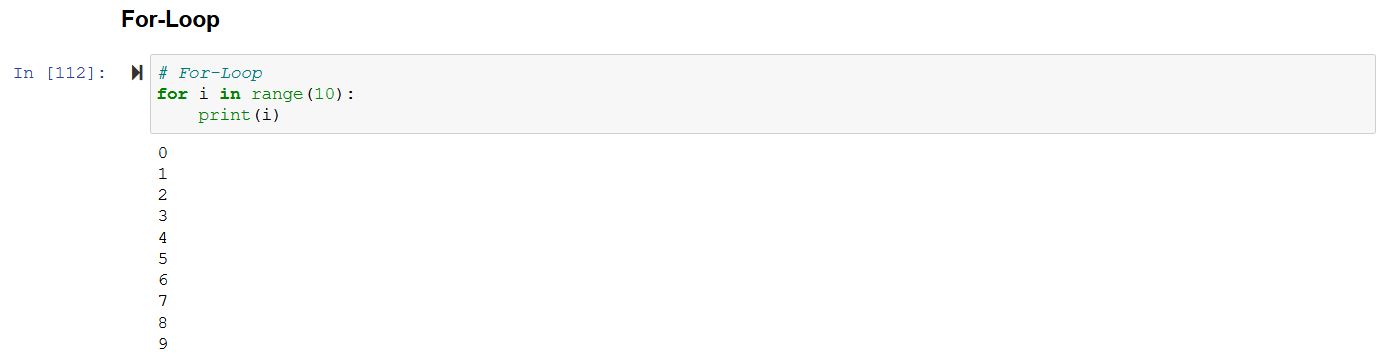 For-Loop
In [112]:
# For-Loop
for i in range(10):
    print(i)
0
1
2
3
4
5
6
7
8
9